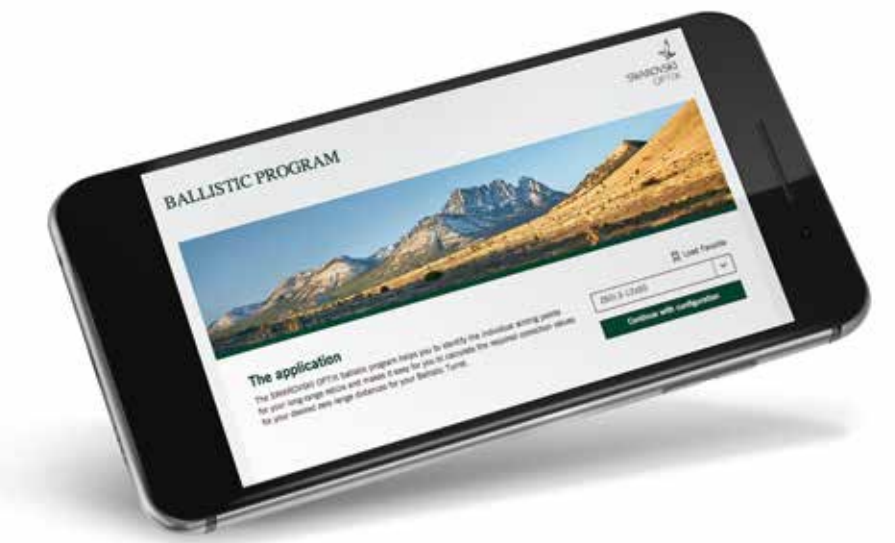 SWAROVSKI
OPTIK
BALLISTIC PROGRAM
Load Favorite
Continue with configuration
The application
The SWAROVSKI OPTIK ballistic program helps you to identify the individual aiming points
for your long-range reticle and makes it easy for you to calculate the required correction values
for your desired zero range distances for your Ballistic Turret.